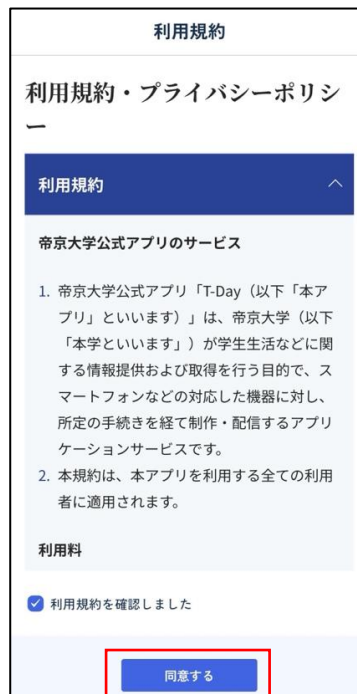 利用規約
利用規約・プライバシーポリシ
ー
利用規約
帝京大学公式アプリのサービス
1. 帝京大学公式アプリ「T-Day（以下「本ア
プリ」といいます）」は、帝京大学（以下
「本学といいます」）が学生生活などに関
する情報提供および取得を行う目的で、ス
マートフォンなどの対応した機器に対し、
所定の手続きを経て制作・配信するアプリ
ケーションサービスです。
2. 本規約は、本アプリを利用する全ての利用
者に適用されます。
利用料
利用規約を確認しました
同意する